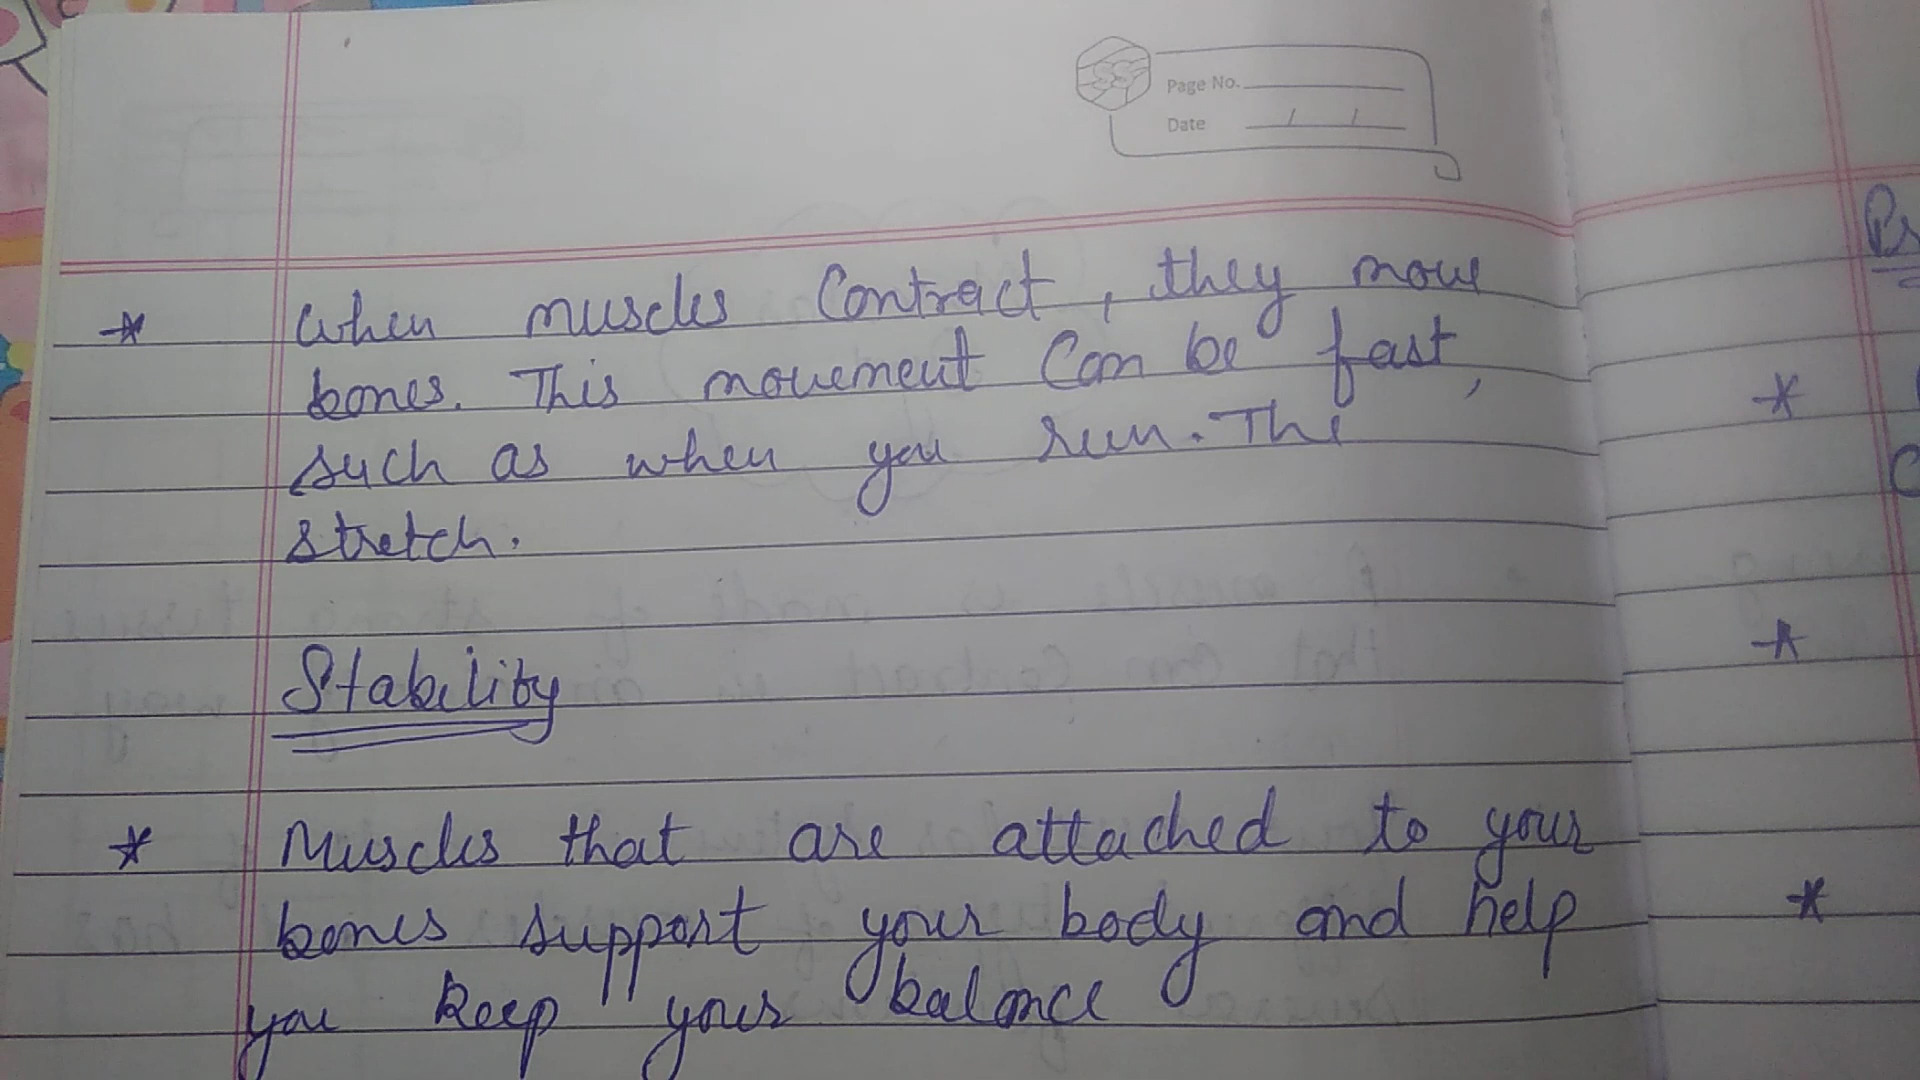 Page No.
Date / /
* When muscles Contract, they move
bones. This movement Can be fast,
such as when you run. The
stretch.
Stability
* Muscles that are attached to your
bones support your body and help
you keep your balance
*
*
*